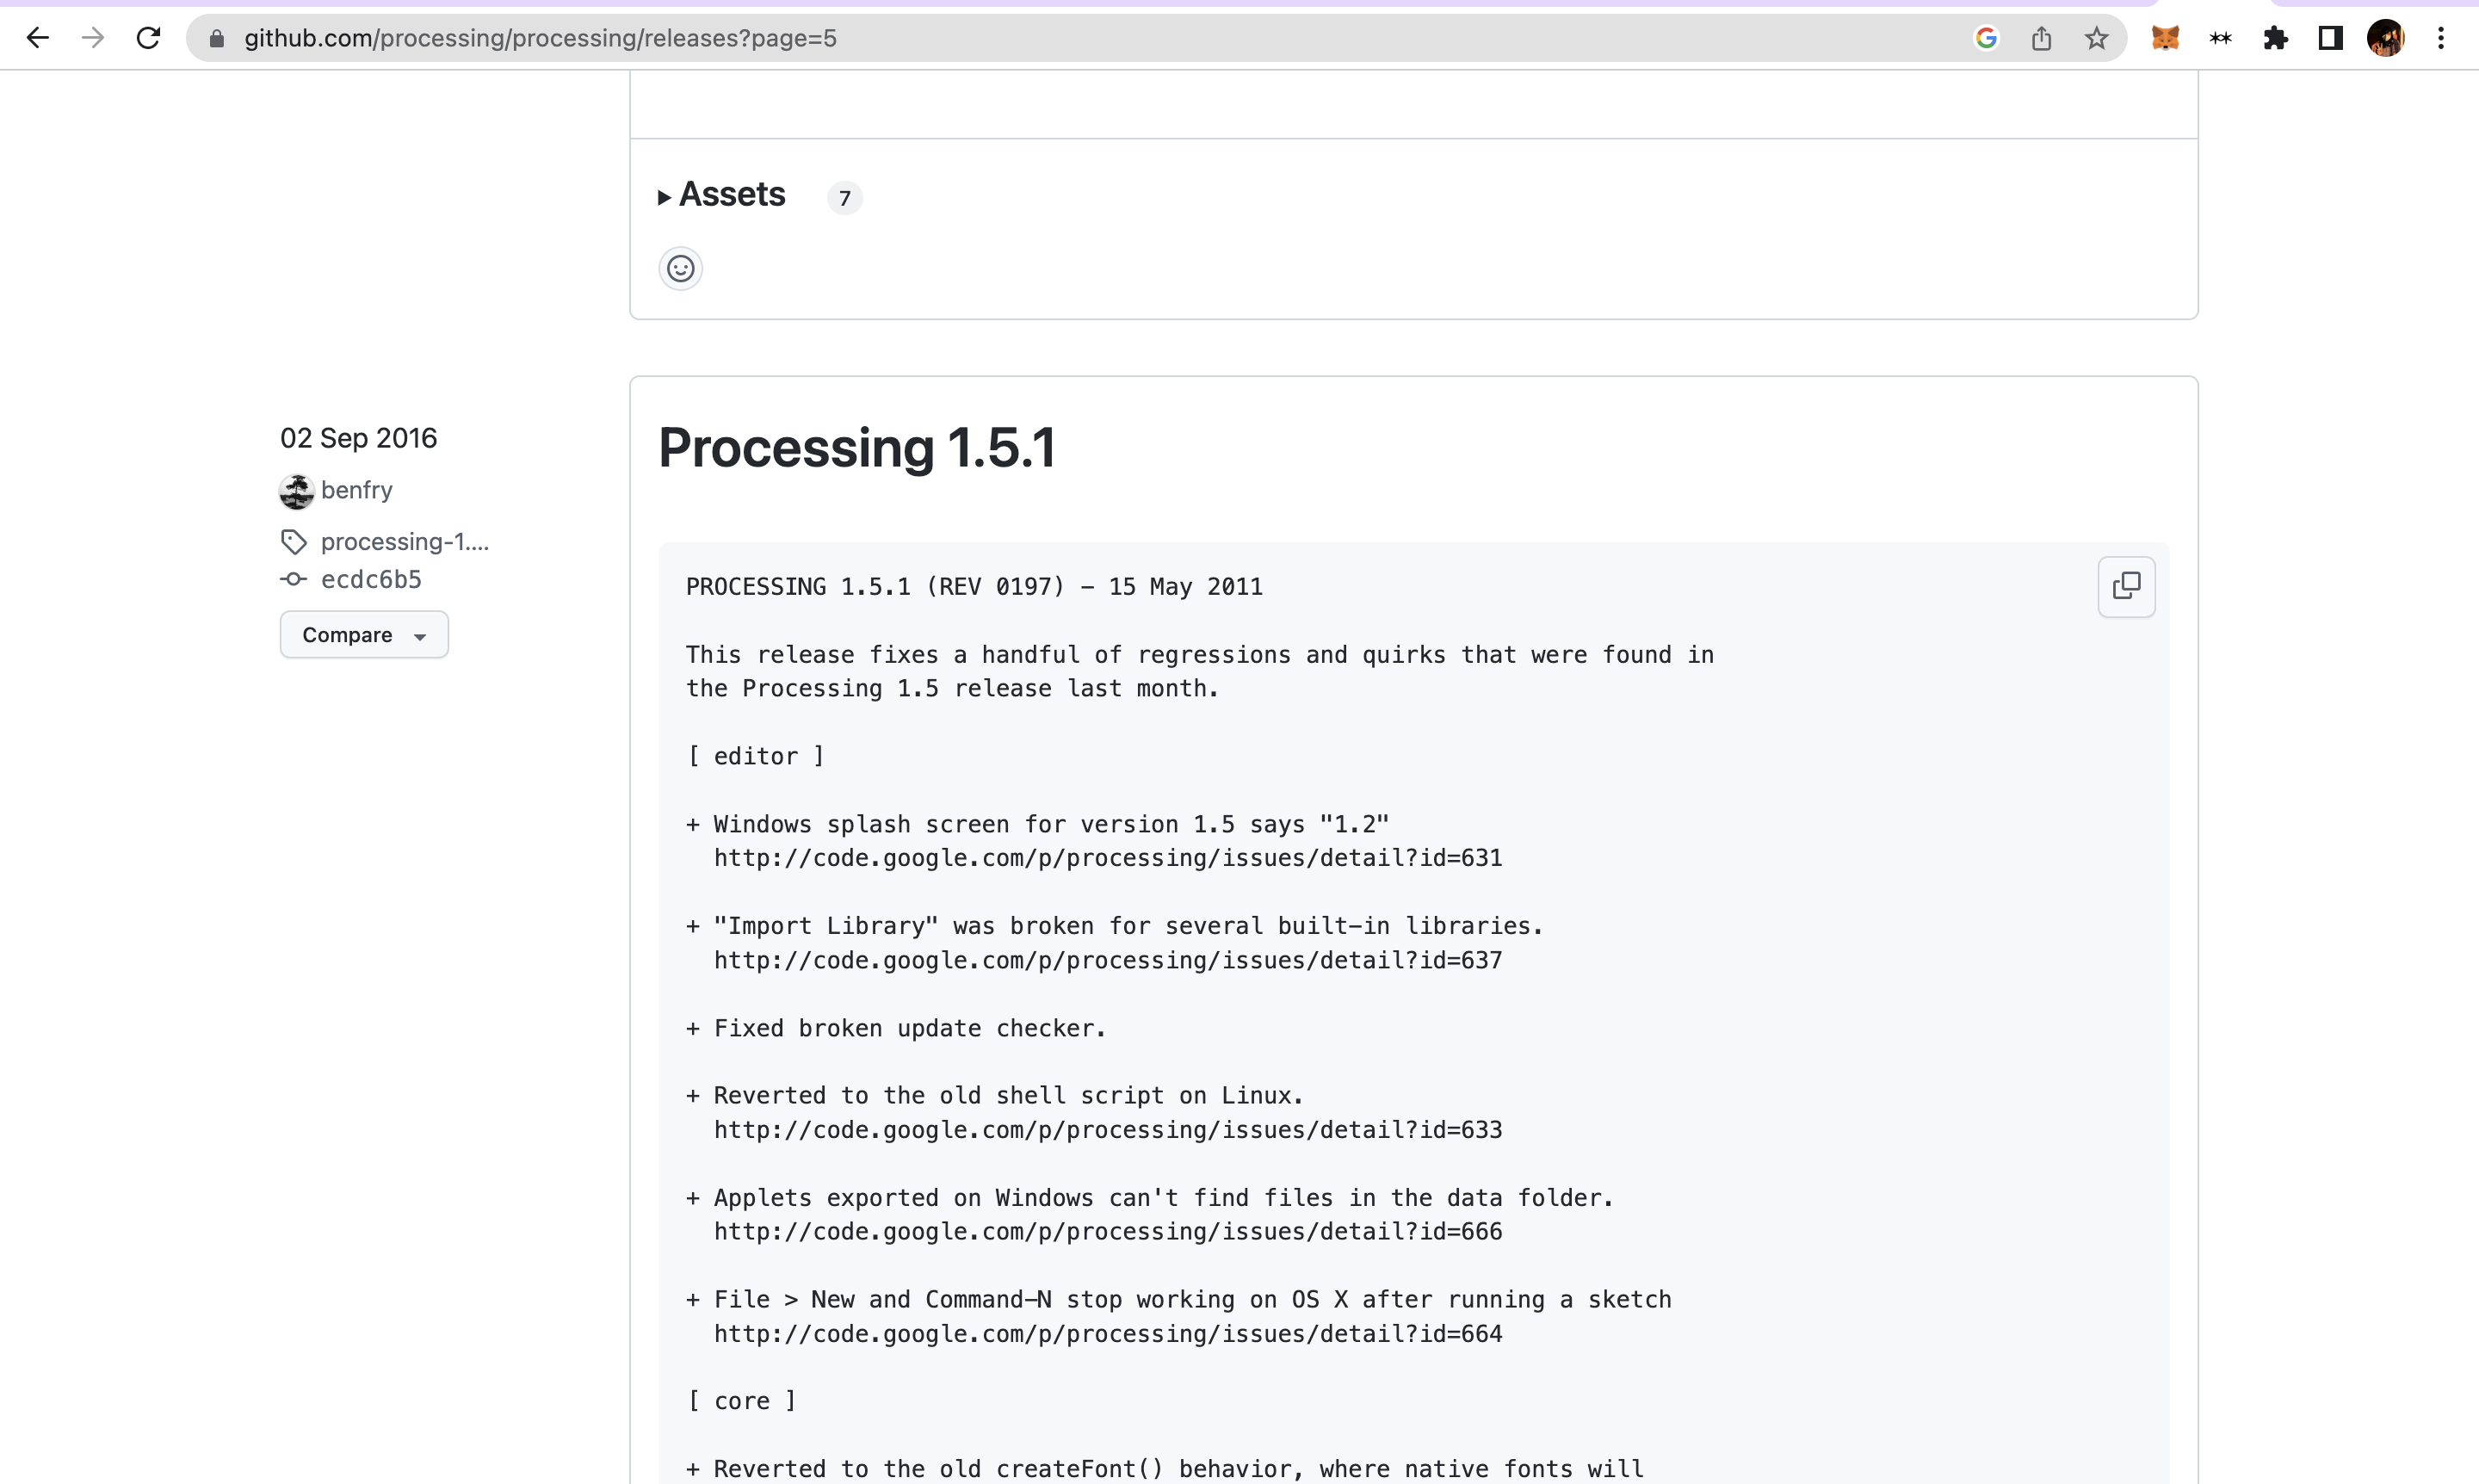 github.com/processing/processing/releases?page=5
Assets 7
02 Sep 2016
benfry
processing-1....
ecdc6b5
Compare
Processing 1.5.1
PROCESSING 1.5.1 (REV 0197) – 15 May 2011
This release fixes a handful of regressions and quirks that were found in
the Processing 1.5 release last month.
[ editor ]
+ Windows splash screen for version 1.5 says "1.2"
http://code.google.com/p/processing/issues/detail?id=631
+ "Import Library" was broken for several built-in libraries.
http://code.google.com/p/processing/issues/detail?id=637
+ Fixed broken update checker.
+ Reverted to the old shell script on Linux.
http://code.google.com/p/processing/issues/detail?id=633
+ Applets exported on Windows can't find files in the data folder.
http://code.google.com/p/processing/issues/detail?id=666
+ File > New and Command-N stop working on OS X after running a sketch
http://code.google.com/p/processing/issues/detail?id=664
[ core ]
+ Reverted to the old createFont() behavior, where native fonts will